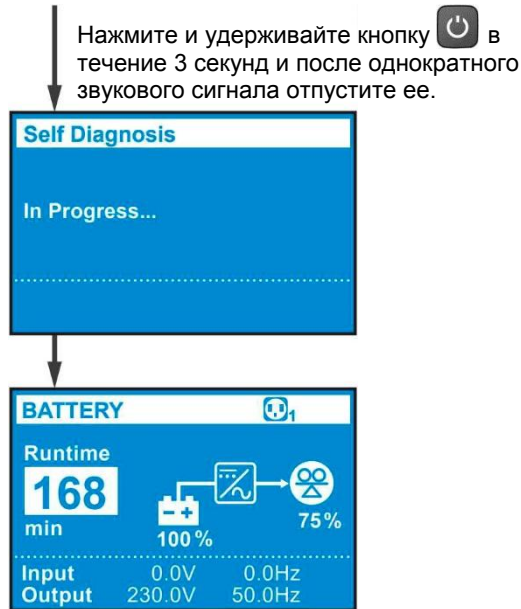 Нажмите и удерживайте кнопку в
течение 3 секунд и после однократного
звукового сигнала отпустите ее.
Self Diagnosis
In Progress...
BATTERY 1
Runtime
168
min
100%
75%
Input 0.0V 0.0Hz
Output 230.0V 50.0Hz